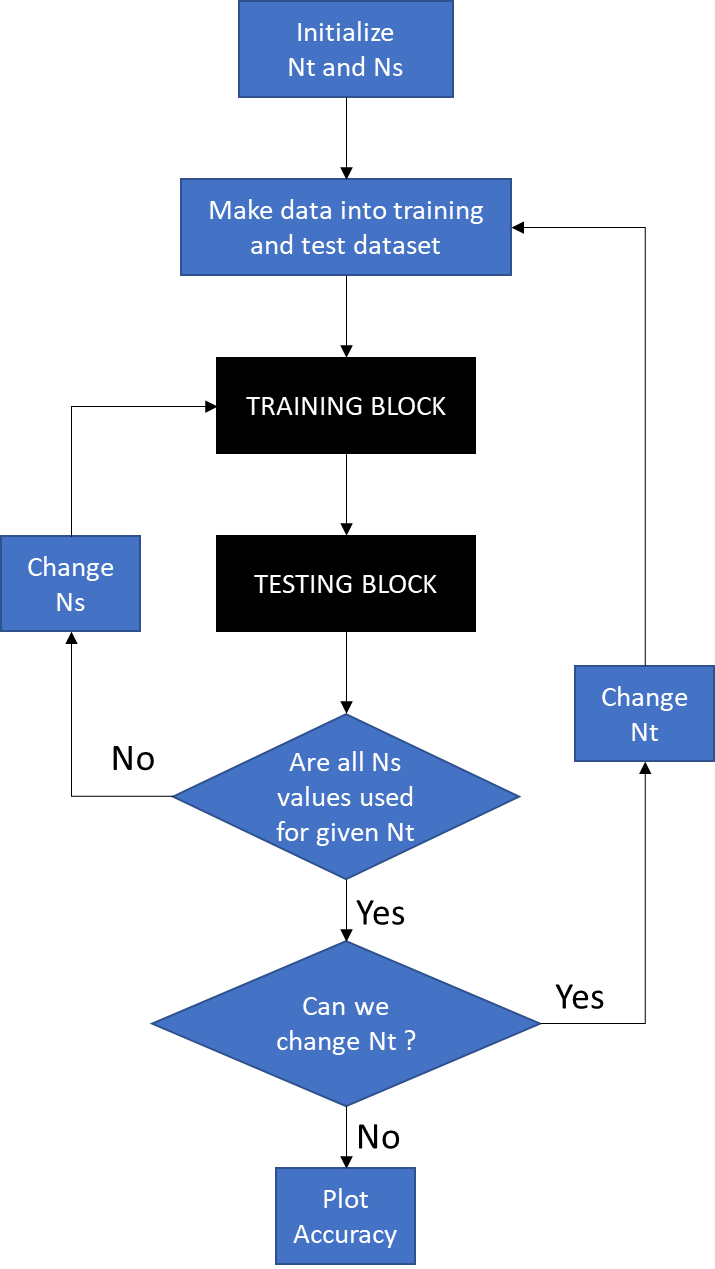 Initialize
Nt and Ns
Make data into training
and test dataset
TRAINING BLOCK
TESTING BLOCK
Change
Ns
Change
Nt
No
Are all Ns
values used
for given Nt
Yes
Can we
change Nt ?
Yes
No
Plot
Accuracy